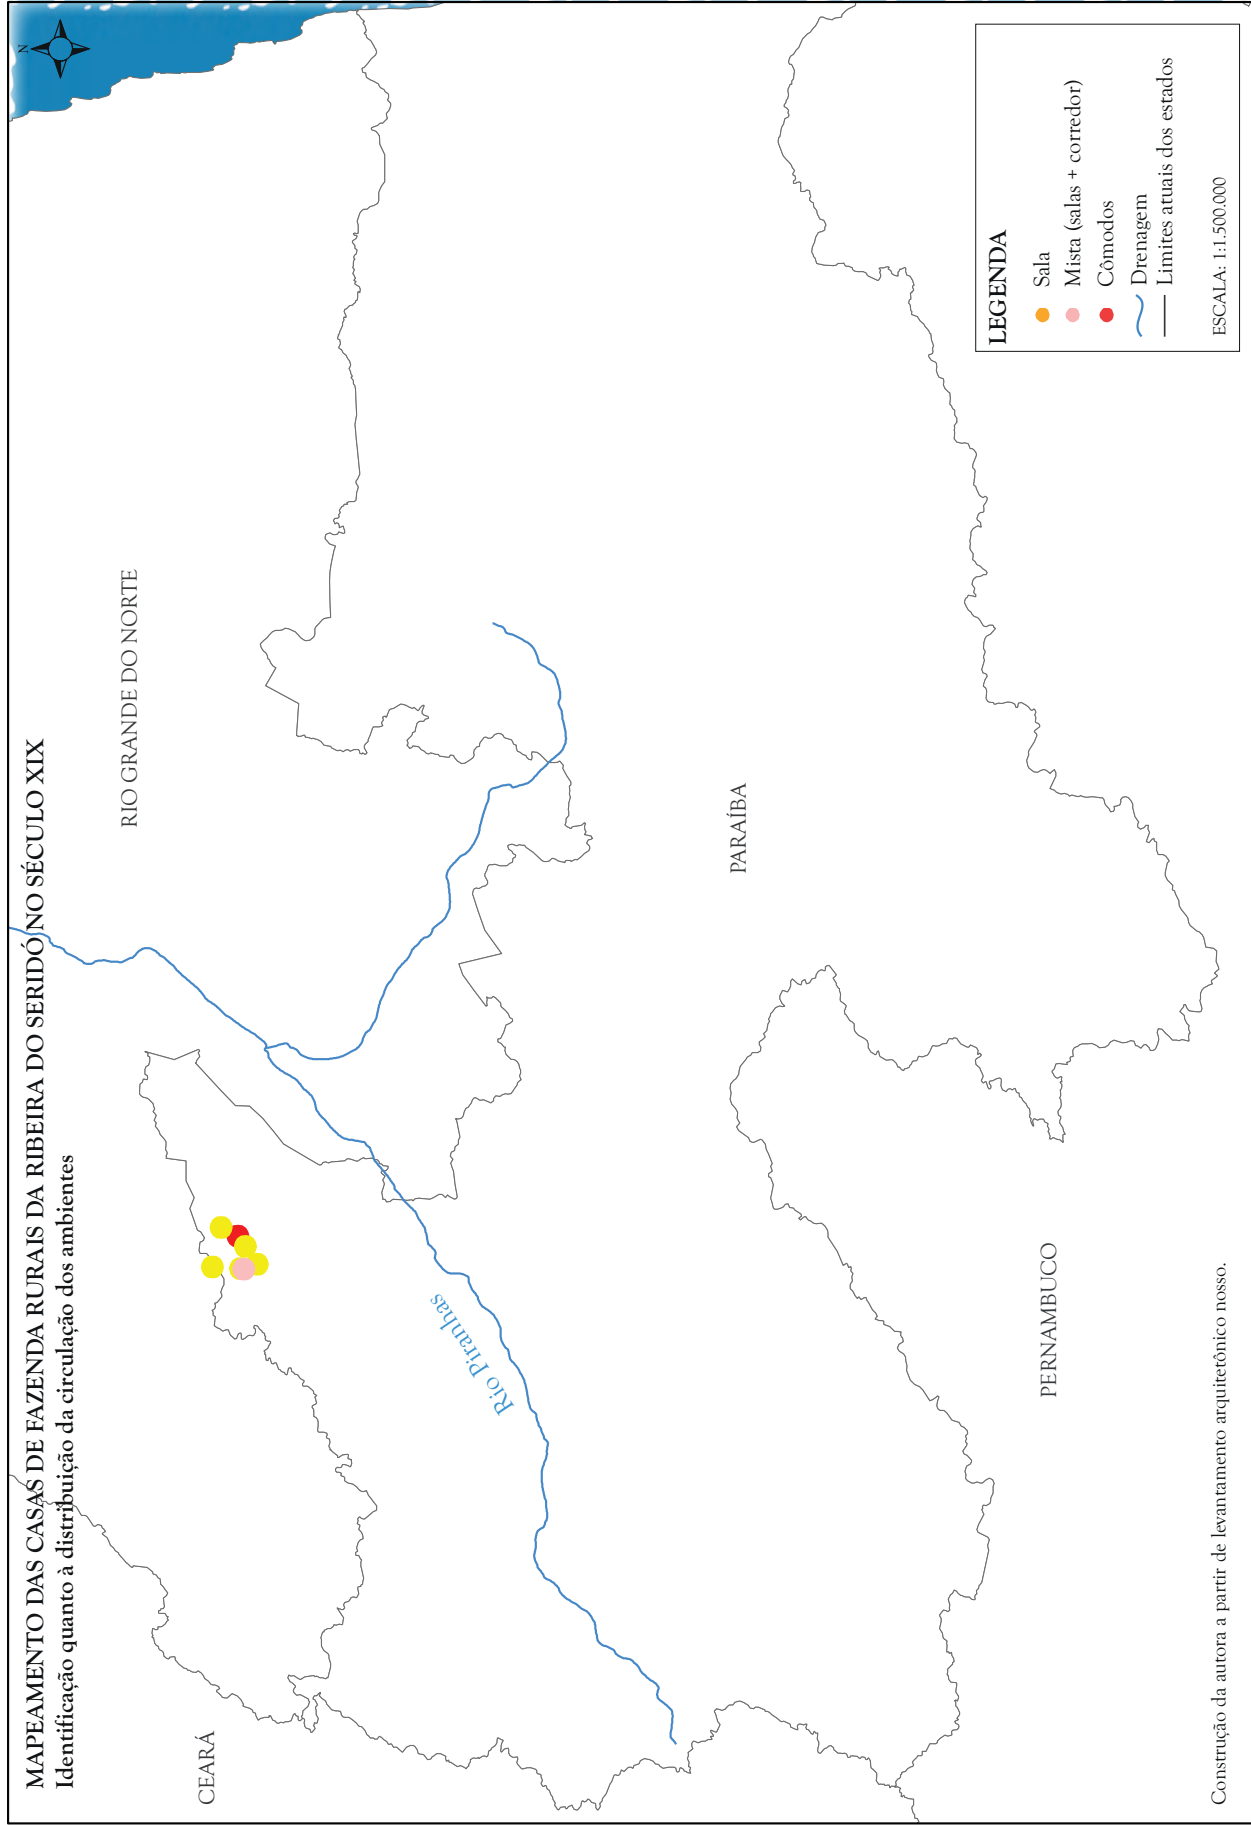 MAPEAMENTO DAS CASAS DE FAZENDA RURAIS DA RIBEIRA DO SERIDÓ NO SÉCULO XIX
Identificação quanto à distribuição da circulação dos ambientes
N
CEARÁ
RIO GRANDE DO NORTE
Rio Piranhas
PARAÍBA
PERNAMBUCO
LEGENDA
Sala
Mista (salas + corredor)
Cômodos
Drenagem
Limites atuais dos estados
ESCALA: 1:1.500.000
Construção da autora a partir de levantamento arquitetônico nosso.